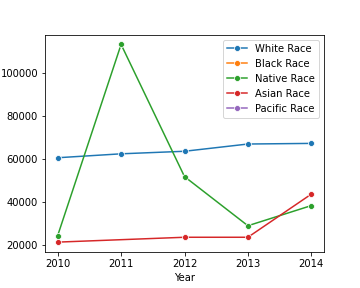 White Race
Black Race
Native Race
Asian Race
Pacific Race
100000
80000
60000
40000
20000
2010 2011 2012 2013 2014
Year